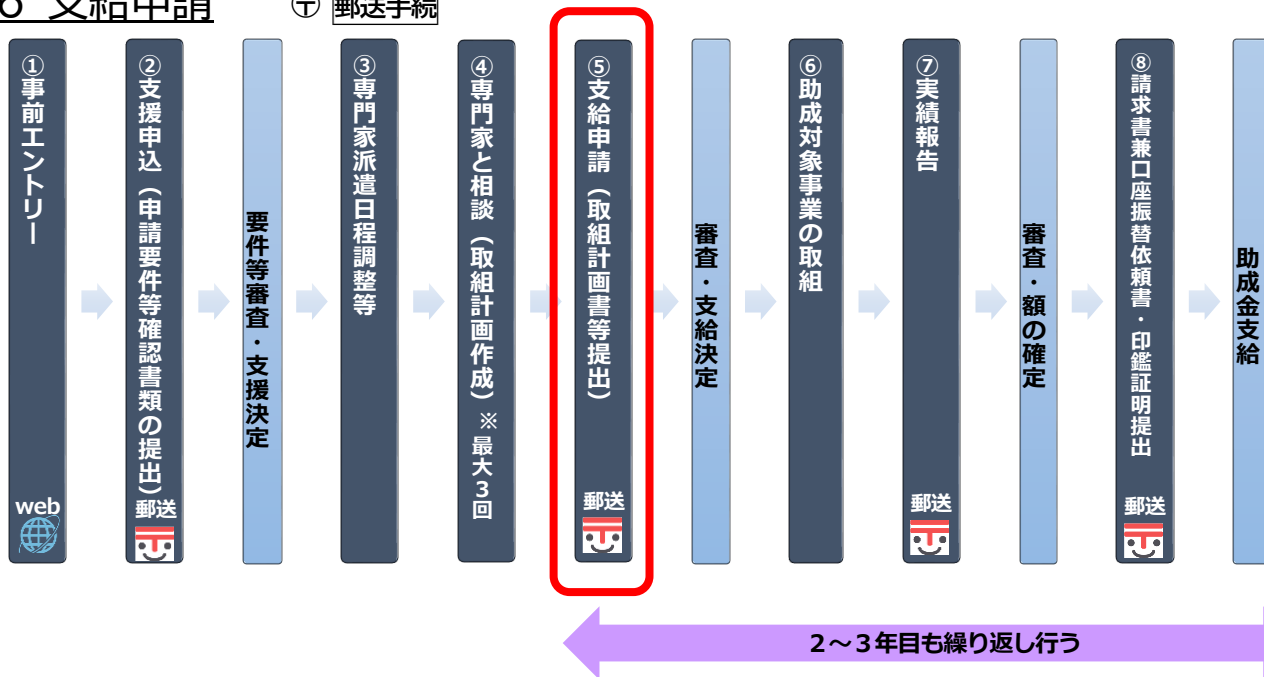 支給申請
〒 郵送手続
①事前エントリー
web
②支援申込（申請要件等確認書類の提出）
郵送
要件等審査・支援決定
③専門家派遣日程調整等
④専門家と相談（取組計画作成）※最大3回
⑤支給申請（取組計画書等提出）
郵送
審査・支給決定
⑥助成対象事業の取組
⑦実績報告
郵送
審査・額の確定
⑧請求書兼口座振替依頼書・印鑑証明提出
郵送
助成金支給
2～3年目も繰り返し行う